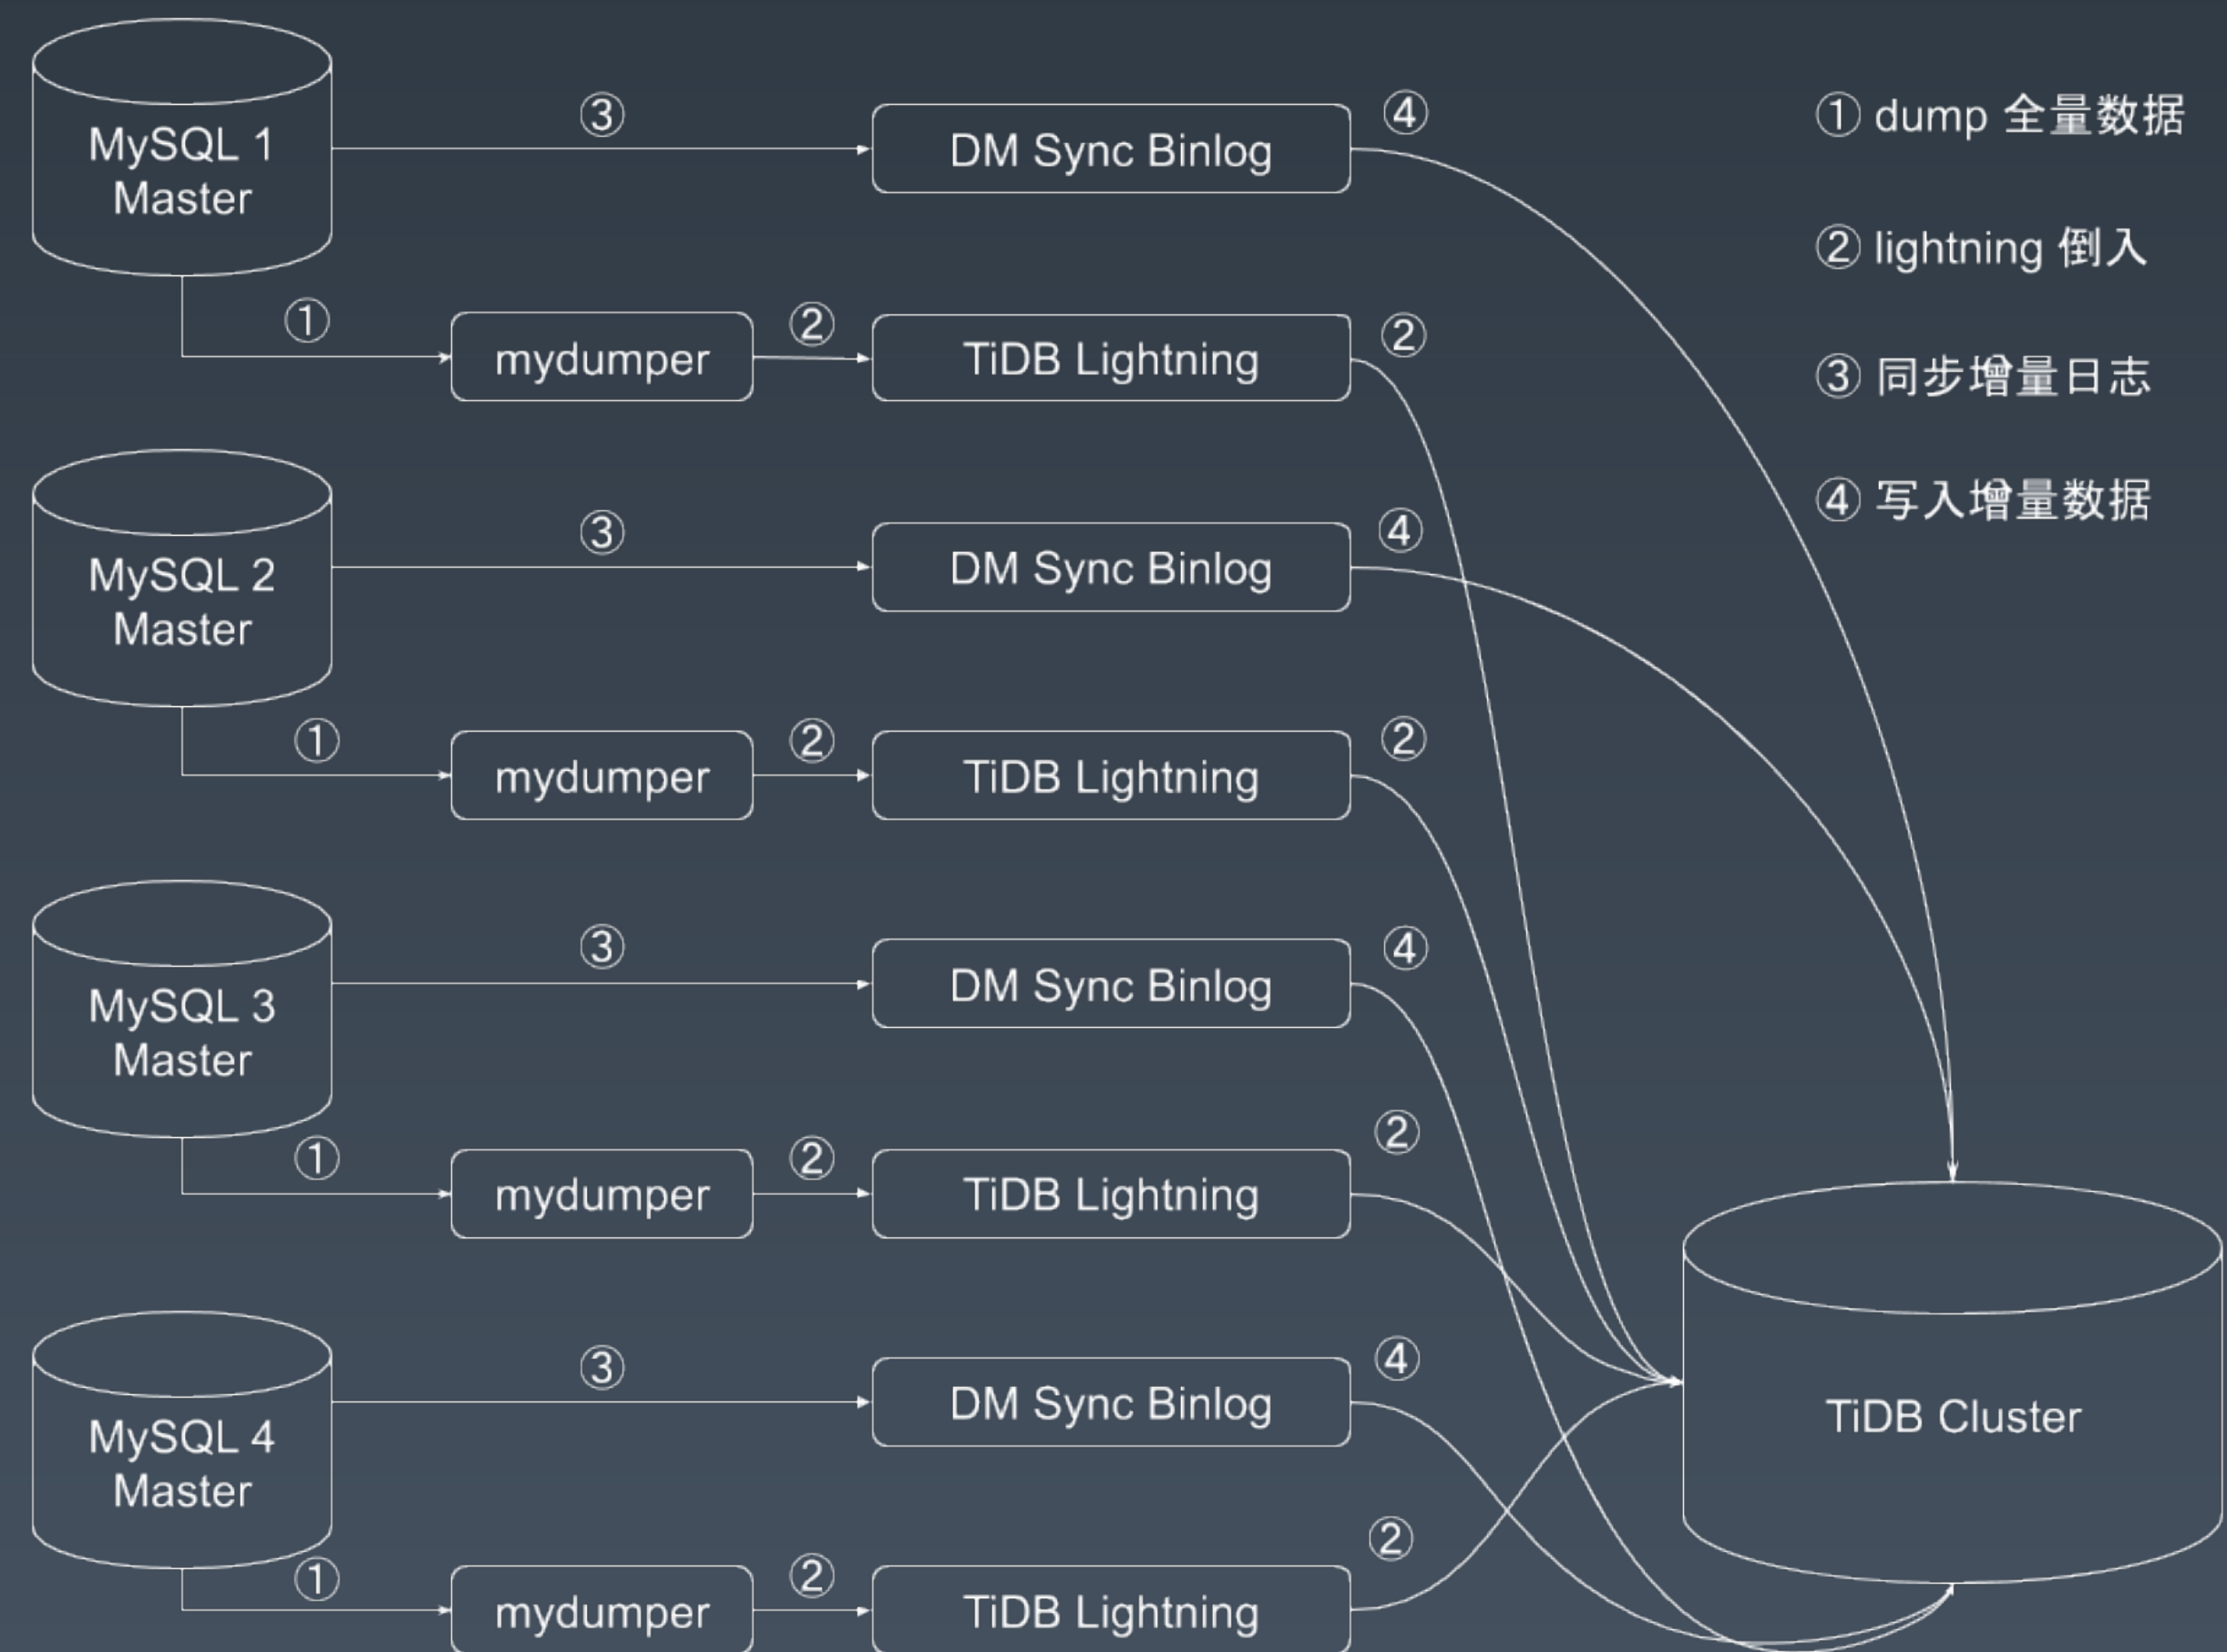 MySQL 1
Master
③
DM Sync Binlog
④
①
mydumper
②
TiDB Lightning
②
MySQL 2
Master
③
DM Sync Binlog
④
①
mydumper
②
TiDB Lightning
②
MySQL 3
Master
③
DM Sync Binlog
④
①
mydumper
②
TiDB Lightning
②
MySQL 4
Master
③
DM Sync Binlog
④
①
mydumper
②
TiDB Lightning
②
TiDB Cluster
① dump 全量数据
② lightning 倒入
③ 同步增量日志
④ 写入增量数据